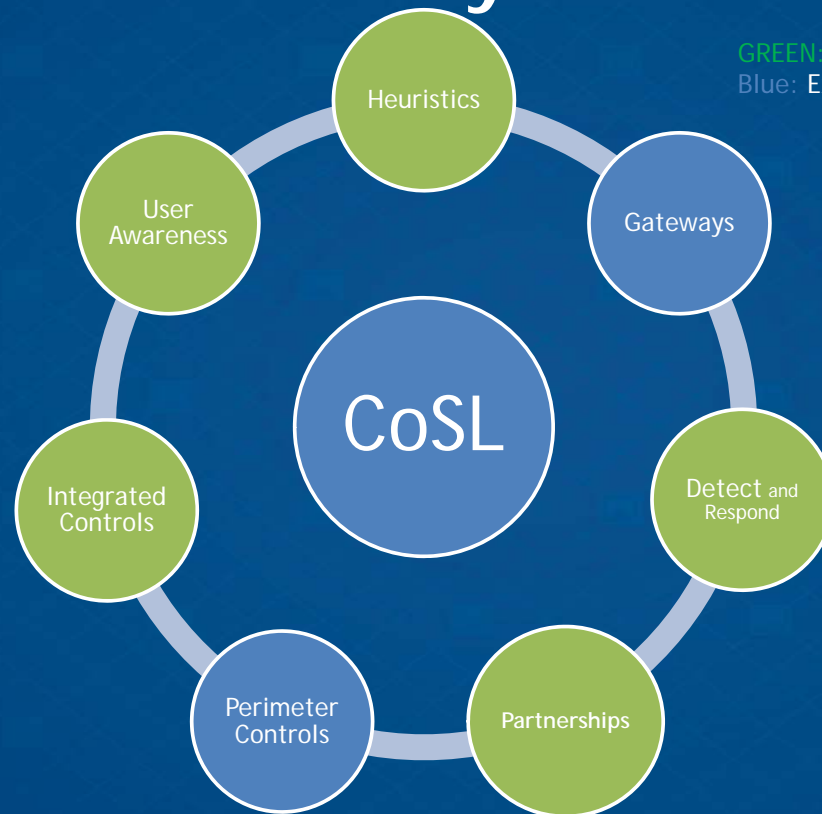 GREEN:
Blue: E
Heuristics
User
Awareness
Gateways
CoSL
Integrated
Controls
Detect and
Respond
Perimeter
Controls
Partnerships